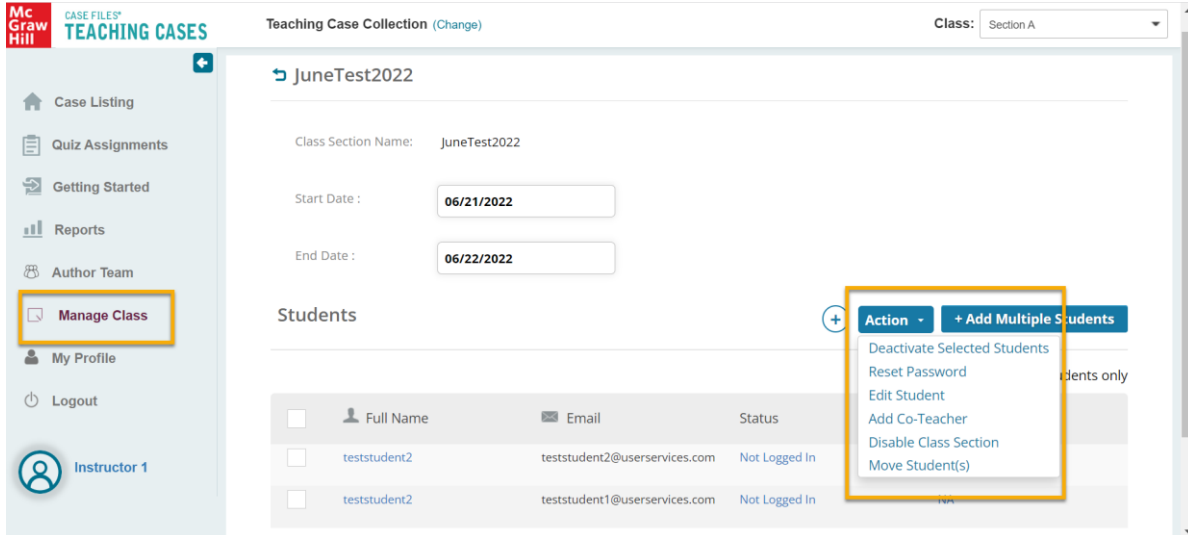 Mc
Graw
Hill
CASE FILES®
TEACHING CASES
Teaching Case Collection (Change)
Class: Section A
Case Listing
Quiz Assignments
Getting Started
Reports
Author Team
Manage Class
My Profile
Logout
Instructor 1
JuneTest2022
Class Section Name: JuneTest2022
Start Date : 06/21/2022
End Date : 06/22/2022
Students
+
Action
+ Add Multiple Students
Deactivate Selected Students
Reset Password
Edit Student
Add Co-Teacher
Disable Class Section
Move Student(s)
only
Full Name Email Status
teststudent2 teststudent2@userservices.com Not Logged In
teststudent2 teststudent1@userservices.com Not Logged In NA